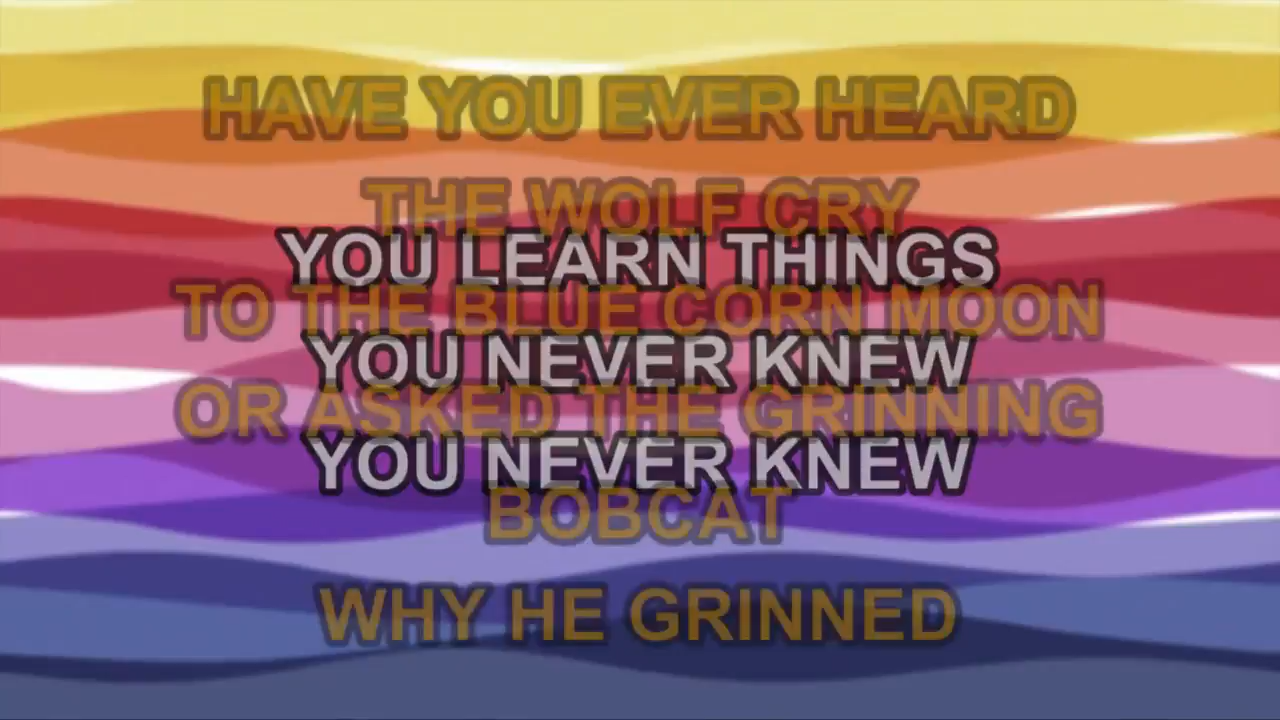 HAVE YOU EVER HEARD
THE WOLF CRY
YOU LEARN THINGS
TO THE BLUE CORN MOON
YOU NEVER KNEW
OR ASKED THE GRINNING
YOU NEVER KNEW
BOBCAT
WHY HE GRINNED